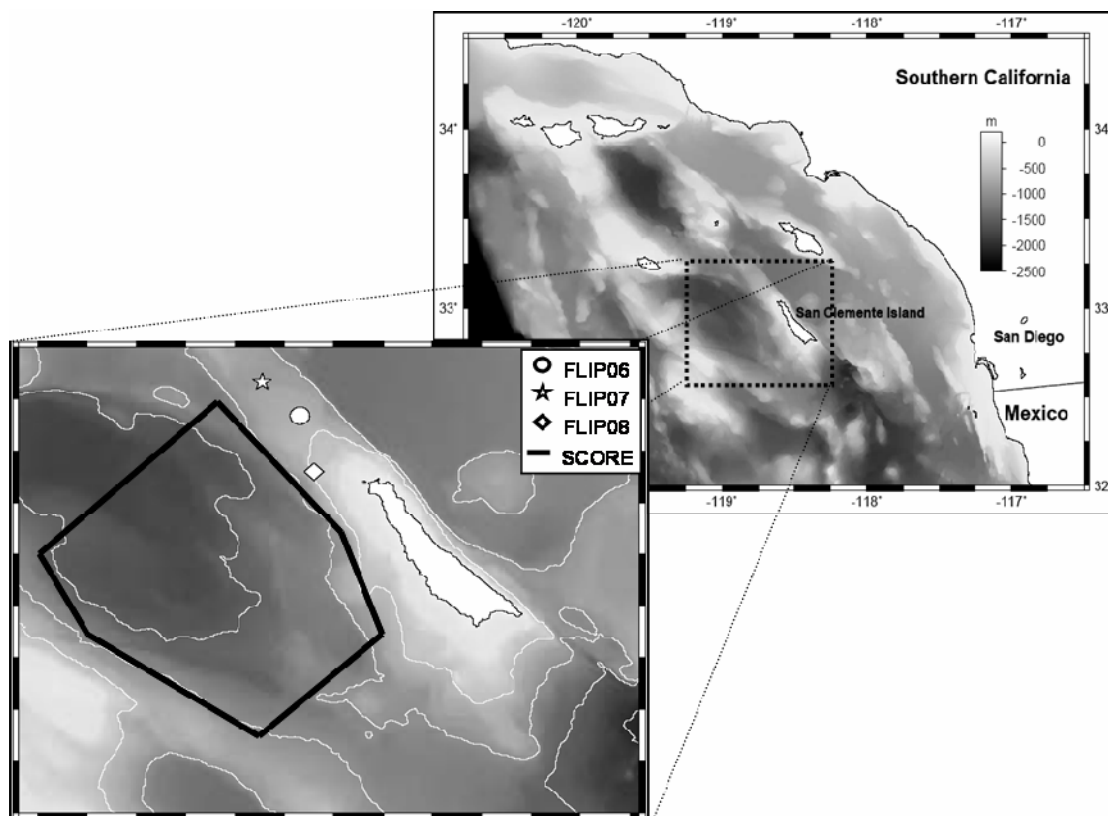 -120° -119° -118° -117°
Southern California
m
0
-500
-1000
-1500
-2000
-2500
34° 34°
33° 33°
San Clemente Island
San Diego
Mexico
32
-119° -118° -117°
FLIP06
FLIP07
FLIP08
SCORE